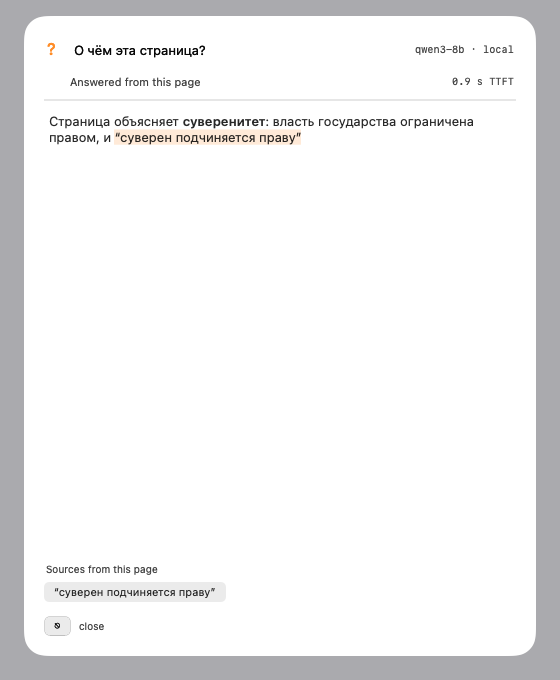 ? О чём эта страница? qwen3-8b · local
Answered from this page 0.9 s TTFT
Страница объясняет суверенитет: власть государства ограничена
правом, и “суверен подчиняется праву”
Sources from this page
“суверен подчиняется праву”
close